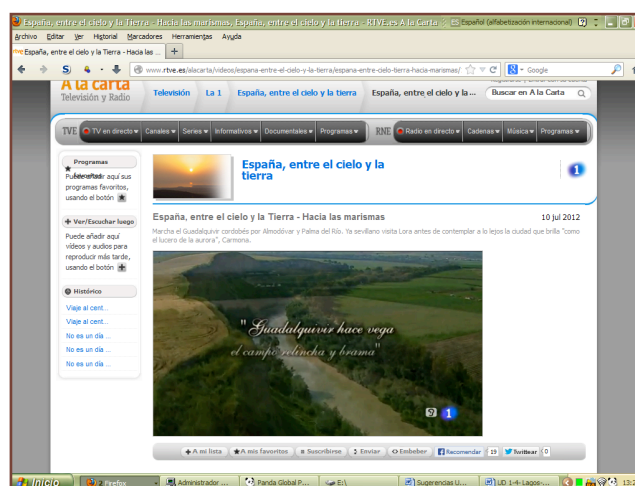 España, entre el cielo y la Tierra - Hacia las marismas, España, entre el cielo y la tierra - RTVE.es A la Carta
Español (alfabetización internacional)
Archivo Editar Ver Historial Marcadores Herramientas Ayuda
España, entre el cielo y la Tierra - Hacia las ...
www.rtve.es/alacarta/videos/espana-entre-el-cielo-y-la-tierra/espana-entre-cielo-tierra-hacia-marismas/
Google
A la carta
Televisión y Radio
Televisión La 1 España, entre el cielo y la tierra España, entre el cielo y la ... Buscar en A la Carta
TVE TV en directo Canales Series Informativos Documentales Programas RNE Radio en directo Cadenas Música Programas
Programas favoritos
Puede añadir aquí sus
programas favoritos,
usando el botón
Ver/Escuchar luego
Puede añadir aquí
vídeos y audios para
reproducir más tarde,
usando el botón
Histórico
Viaje al cent...
Viaje al cent...
No es un día ...
No es un día ...
No es un día ...
España, entre el cielo y la
tierra
1
España, entre el cielo y la Tierra - Hacia las marismas 10 jul 2012
Marcha el Guadalquivir cordobés por Almodóvar y Palma del Río. Ya sevillano visita Lora antes de contemplar a lo lejos la ciudad que brilla "como
el lucero de la aurora", Carmona.
" Guadalquivir hace vega
el campo relincha y brama"
1
A mi lista A mis favoritos Suscribirse Enviar Embeber Recomendar 19 Twittear 0
Inicio 2 Firefox Administrador ... Panda Global P... E:\ Sugerencias U... UD 1-4- Lagos-... 13:2